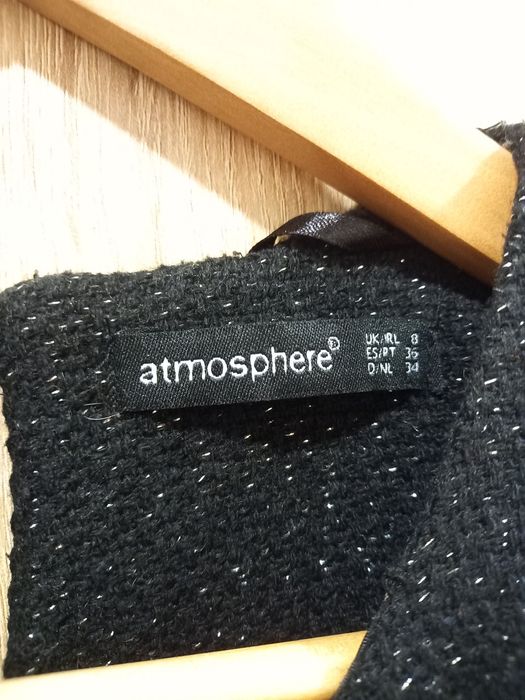 atmosphere®
UK/IRL 8
ES/PT 36
D/NL 34